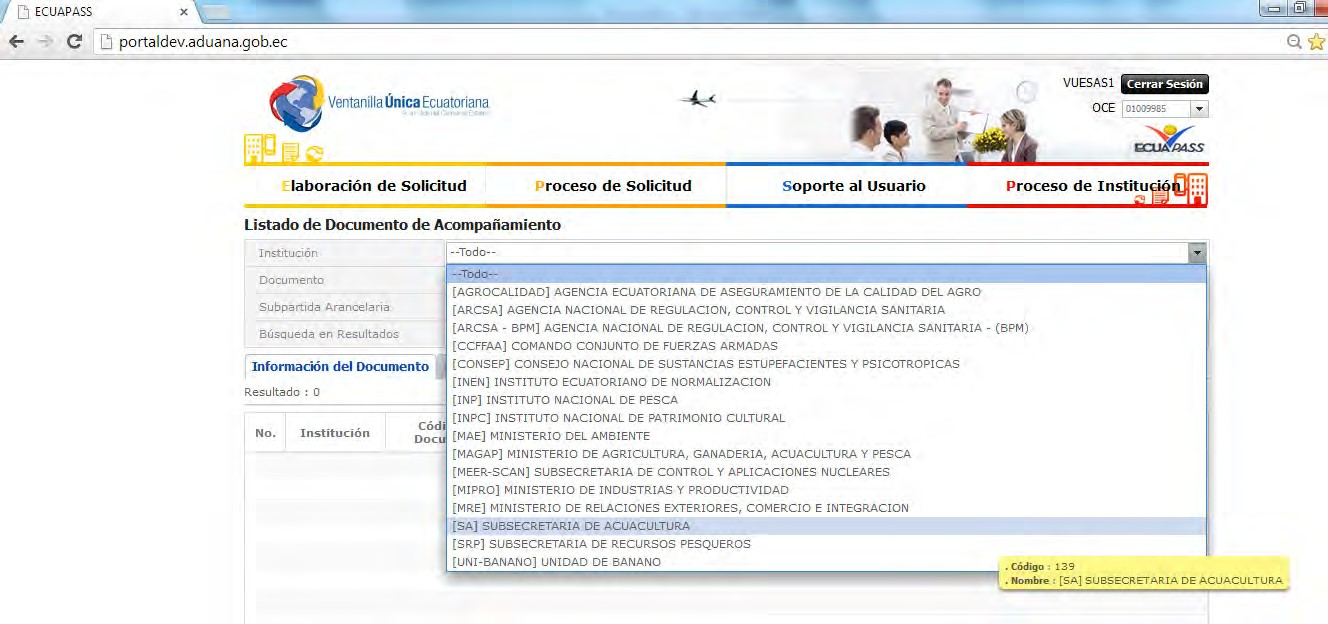 ECUAPASS
portaldev.aduana.gob.ec
Ventanilla Única Ecuatoriana
VUESAS1 Cerrar Sesión
OCE 01009985
ECUAPASS
Elaboración de Solicitud Proceso de Solicitud Soporte al Usuario Proceso de Institución
Listado de Documento de Acompañamiento
Institución --Todo--
Documento
Subpartida Arancelaria
Búsqueda en Resultados
--Todo--
[AGROCALIDAD] AGENCIA ECUATORIANA DE ASEGURAMIENTO DE LA CALIDAD DEL AGRO
[ARCSA] AGENCIA NACIONAL DE REGULACION, CONTROL Y VIGILANCIA SANITARIA
[ARCSA - BPM] AGENCIA NACIONAL DE REGULACION, CONTROL Y VIGILANCIA SANITARIA - (BPM)
[CCFFAA] COMANDO CONJUNTO DE FUERZAS ARMADAS
[CONSEP] CONSEJO NACIONAL DE SUSTANCIAS ESTUPEFACIENTES Y PSICOTROPICAS
[INEN] INSTITUTO ECUATORIANO DE NORMALIZACION
[INP] INSTITUTO NACIONAL DE PESCA
[INPC] INSTITUTO NACIONAL DE PATRIMONIO CULTURAL
[MAE] MINISTERIO DEL AMBIENTE
[MAGAP] MINISTERIO DE AGRICULTURA, GANADERIA, ACUACULTURA Y PESCA
[MEER-SCAN] SUBSECRETARIA DE CONTROL Y APLICACIONES NUCLEARES
[MIPRO] MINISTERIO DE INDUSTRIAS Y PRODUCTIVIDAD
[MRE] MINISTERIO DE RELACIONES EXTERIORES, COMERCIO E INTEGRACION
[SA] SUBSECRETARIA DE ACUACULTURA
[SRP] SUBSECRETARIA DE RECURSOS PESQUEROS
[UNI-BANANO] UNIDAD DE BANANO
Información del Documento
Resultado : 0
No. Institución Códi
Docu
. Código : 139
. Nombre : [SA] SUBSECRETARIA DE ACUACULTURA